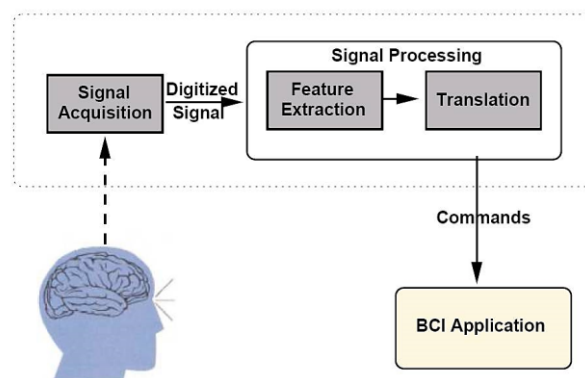 Signal Processing
Signal
Acquisition
Digitized
Signal
Feature
Extraction
Translation
Commands
BCI Application